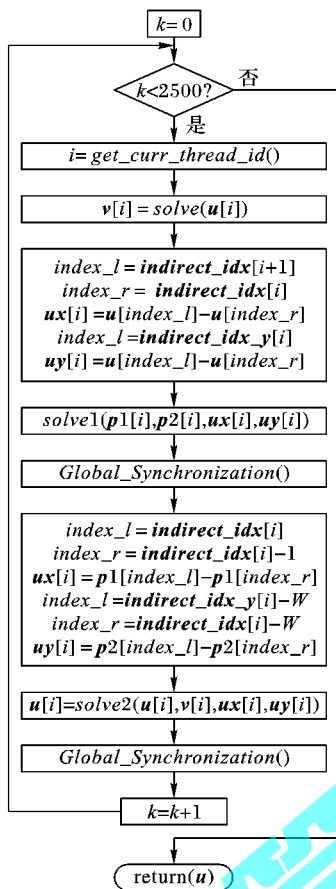 k=0
k<2500?
否
是
i=get_curr_thread_id()
v[i]=solve(u[i])
index_l=indirect_idx[i+1]
index_r= indirect_idx[i]
ux[i]=u[index_l]-u[index_r]
index_l=indirect_idx_y[i]
uy[i]=u[index_l]-u[index_r]
solve1(p1[i],p2[i],ux[i],uy[i])
Global_Synchronization()
index_l=indirect_idx[i]
index_r=indirect_idx[i]-1
ux[i]=p1[index_l]-p1[index_r]
index_l=indirect_idx_y[i]-W
index_r=indirect_idx[i]-W
uy[i]=p2[index_l]-p2[index_r]
u[i]=solve2(u[i],v[i],ux[i],uy[i])
Global_Synchronization()
k=k+1
return(u)